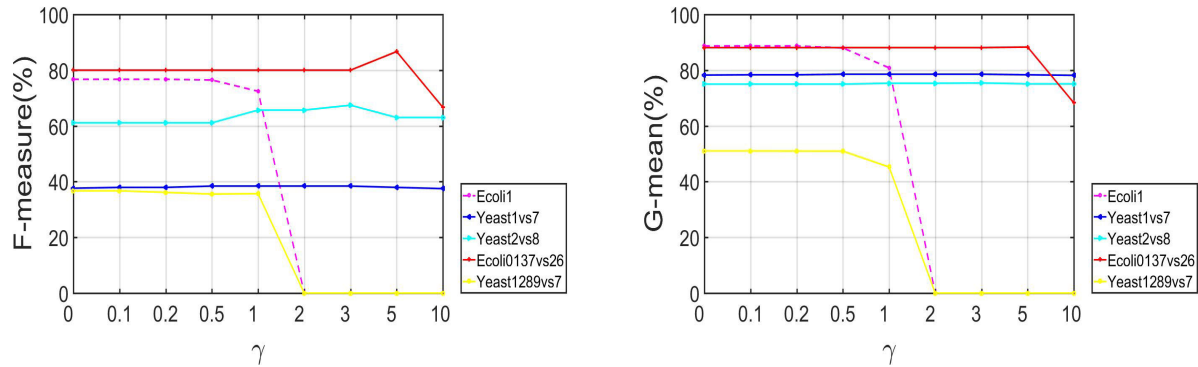 100
80
60
40
20
0
F-measure(%)
0 0.1 0.2 0.5 1 2 3 5 10
γ
Ecoli1
Yeast1vs7
Yeast2vs8
Ecoli0137vs26
Yeast1289vs7
100
80
60
40
20
0
G-mean(%)
0 0.1 0.2 0.5 1 2 3 5 10
γ
Ecoli1
Yeast1vs7
Yeast2vs8
Ecoli0137vs26
Yeast1289vs7